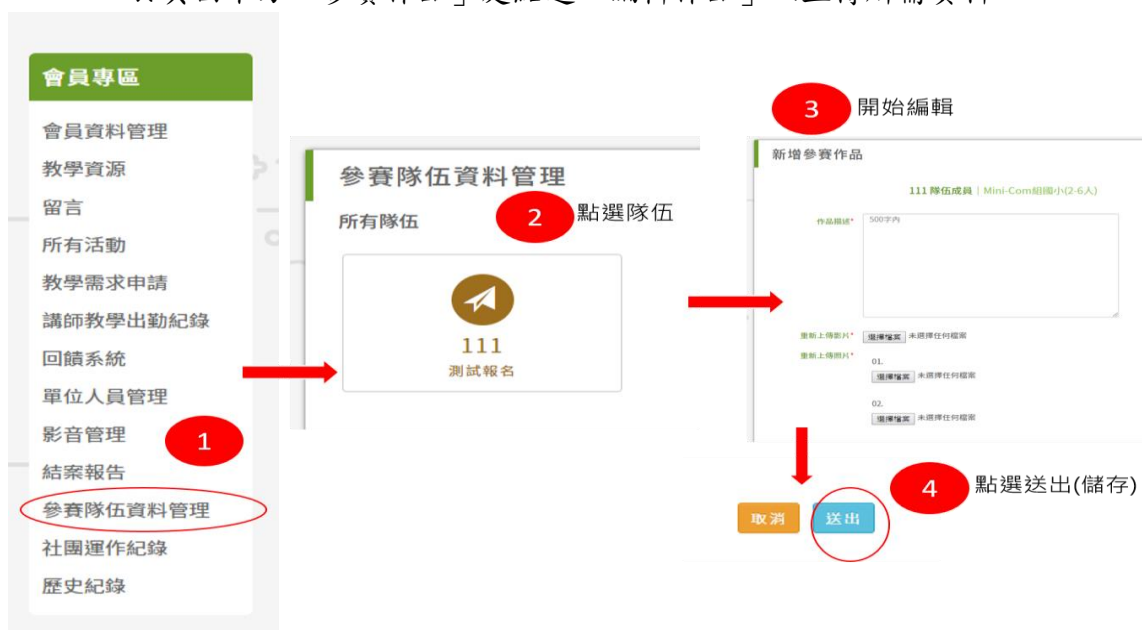 會員專區
會員資料管理
教學資源
留言
所有活動
教學需求申請
講師教學出勤紀錄
回饋系統
單位人員管理
影音管理
1
結案報告
參賽隊伍資料管理
社團運作紀錄
歷史紀錄
參賽隊伍資料管理
所有隊伍
2
點選隊伍
111
測試報名
3
開始編輯
新增參賽作品
111 隊伍成員 | Mini-Com組國小(2-6人)
作品描述*
500字內
重新上傳影片*
選擇檔案 未選擇任何檔案
重新上傳照片*
01.
選擇檔案 未選擇任何檔案
02.
選擇檔案 未選擇任何檔案
4
點選送出(儲存)
取消
送出